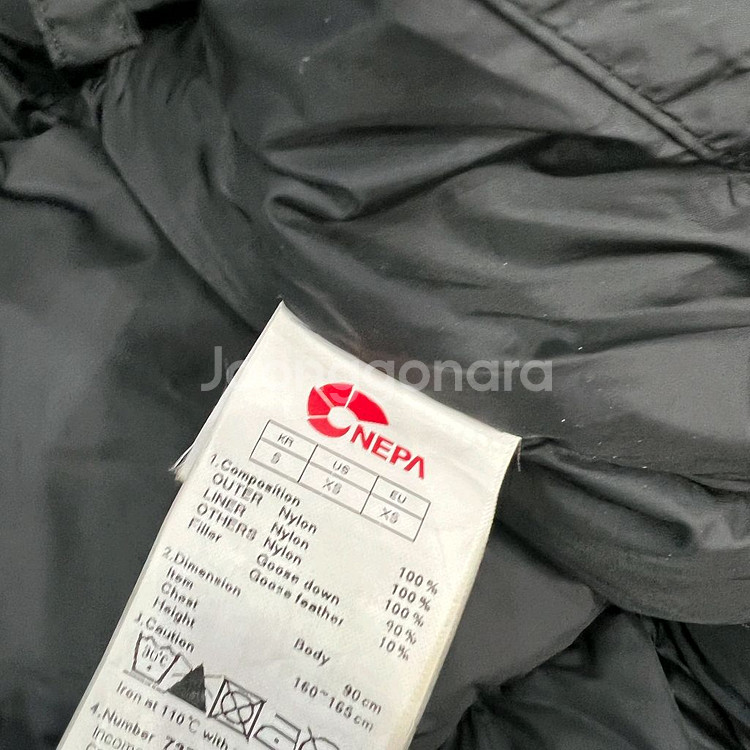 Joonggonara
NEPA
KR US EU
S XS XS
1.Composition
OUTER Nylon 100%
LINER Nylon 100%
OTHERS Nylon 100%
Filler Goose down 90%
Goose feather 10%
2.Dimension
Item Body
Chest 90cm
Height 160~165cm
3.Caution
30℃
Iron at 110℃ with
4.Number